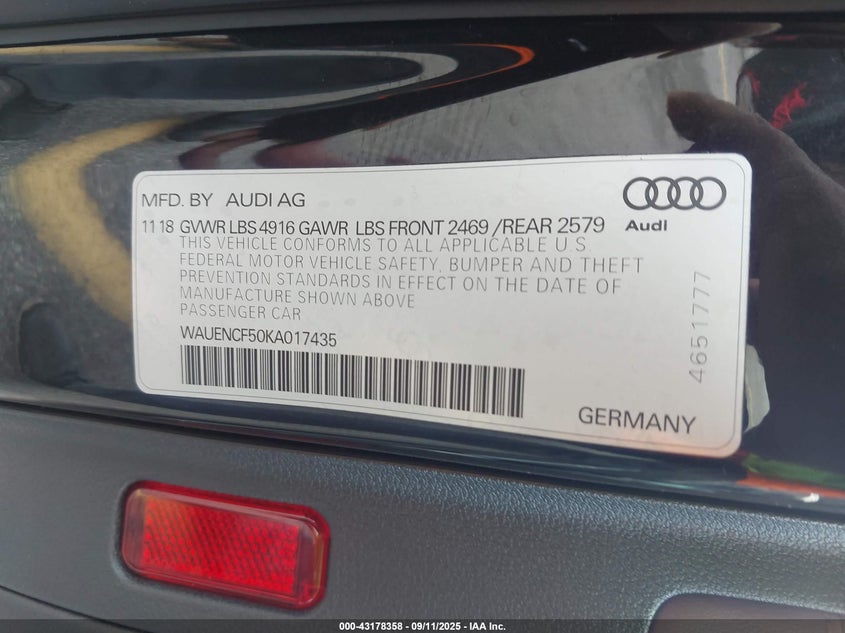 MFD. BY AUDI AG
Audi
11 18 GVWR LBS 4916 GAWR LBS FRONT 2469 /REAR 2579
THIS VEHICLE CONFORMS TO ALL APPLICABLE U.S.
FEDERAL MOTOR VEHICLE SAFETY, BUMPER AND THEFT
PREVENTION STANDARDS IN EFFECT ON THE DATE OF
MANUFACTURE SHOWN ABOVE
PASSENGER CAR
WAUENCF50KA017435
4651777
GERMANY
000-43178358 - 09/11/2025 - IAA Inc.